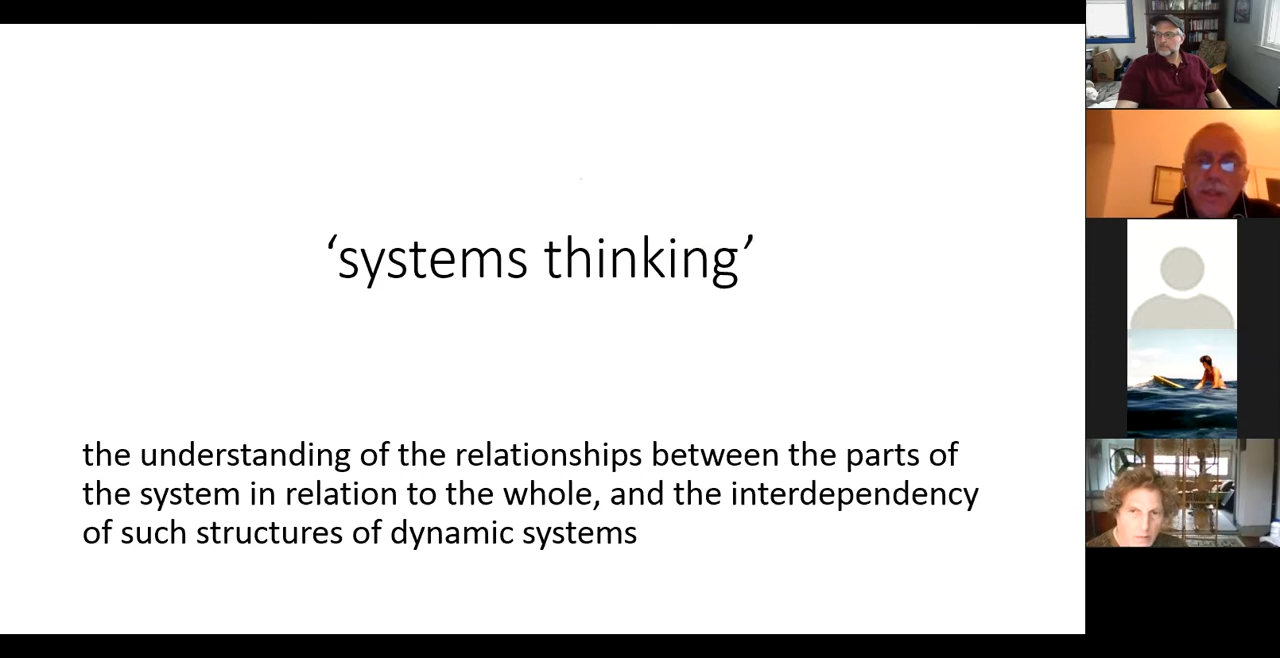 ‘systems thinking’
the understanding of the relationships between the parts of
the system in relation to the whole, and the interdependency
of such structures of dynamic systems